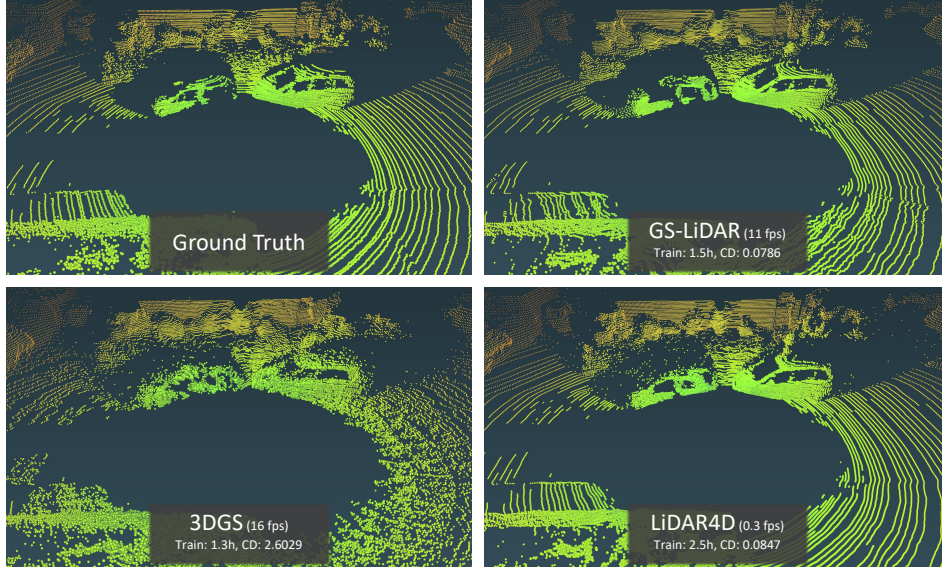 Ground Truth
GS-LiDAR (11 fps)
Train: 1.5h, CD: 0.0786
3DGS (16 fps)
Train: 1.3h, CD: 2.6029
LiDAR4D (0.3 fps)
Train: 2.5h, CD: 0.0847